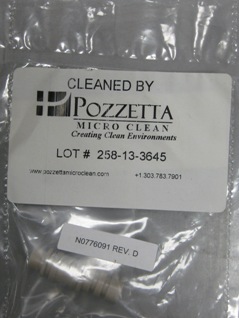 CLEANED BY
POZZETTA
MICRO CLEAN
Creating Clean Environments
LOT # 258-13-3645
www.pozzettamicroclean.com +1.303.783.7901
N0776091 REV. D